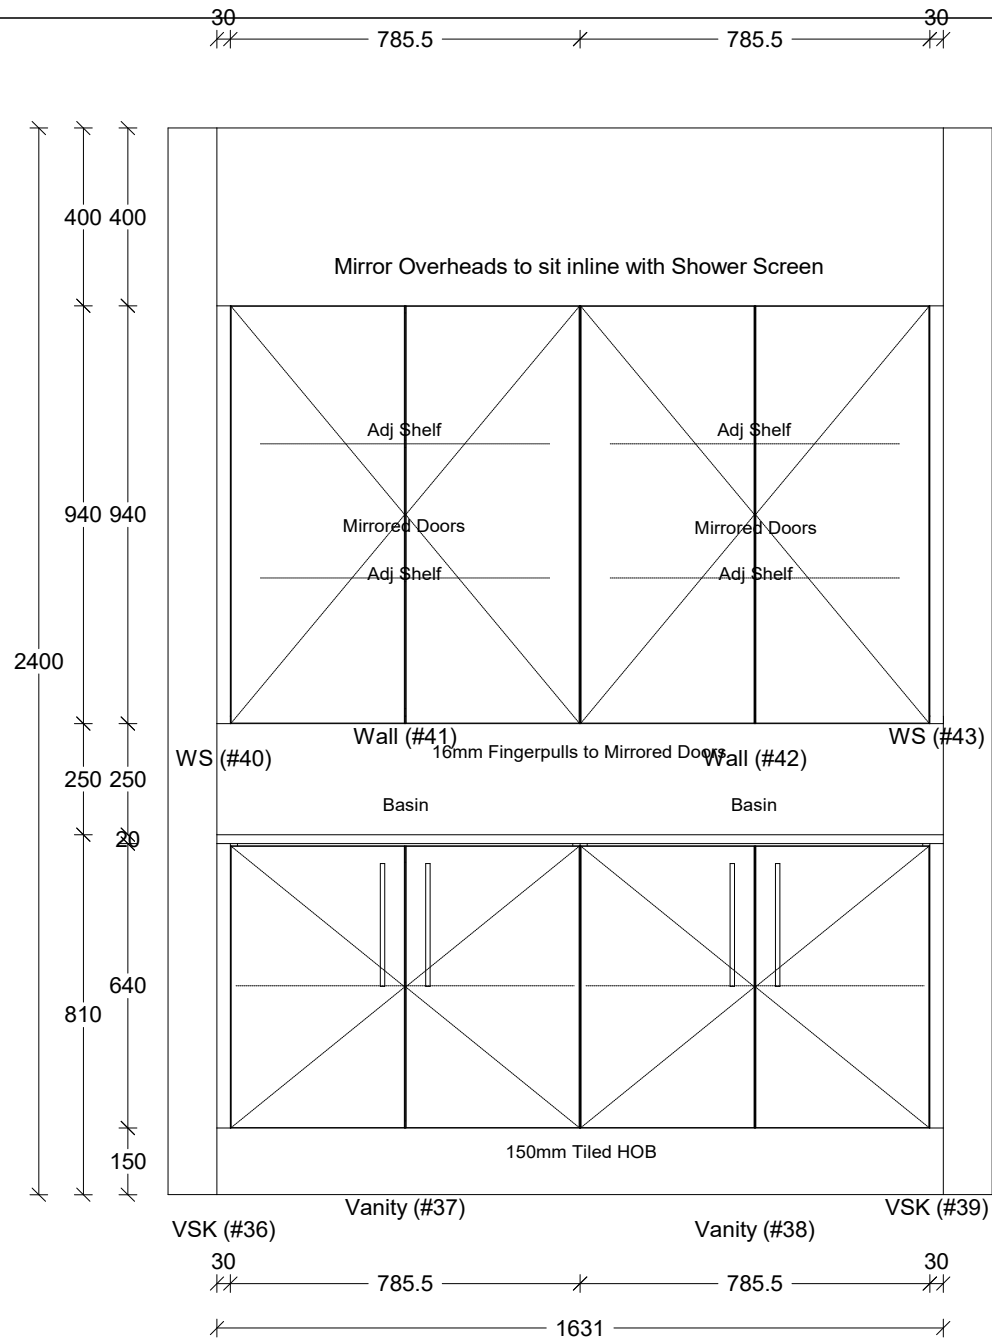 30 30
785.5 785.5
400 400
Mirror Overheads to sit inline with Shower Screen
Adj Shelf Adj Shelf
940 940
Mirrored Doors Mirrored Doors
Adj Shelf Adj Shelf
2400
Wall (#41) WS (#43)
WS (#40) 16mm Fingerpulls to Mirrored Doors Wall (#42)
250 250
Basin Basin
20
640
810
150mm Tiled HOB
150
Vanity (#37) VSK (#39)
VSK (#36) Vanity (#38)
30 30
785.5 785.5
1631